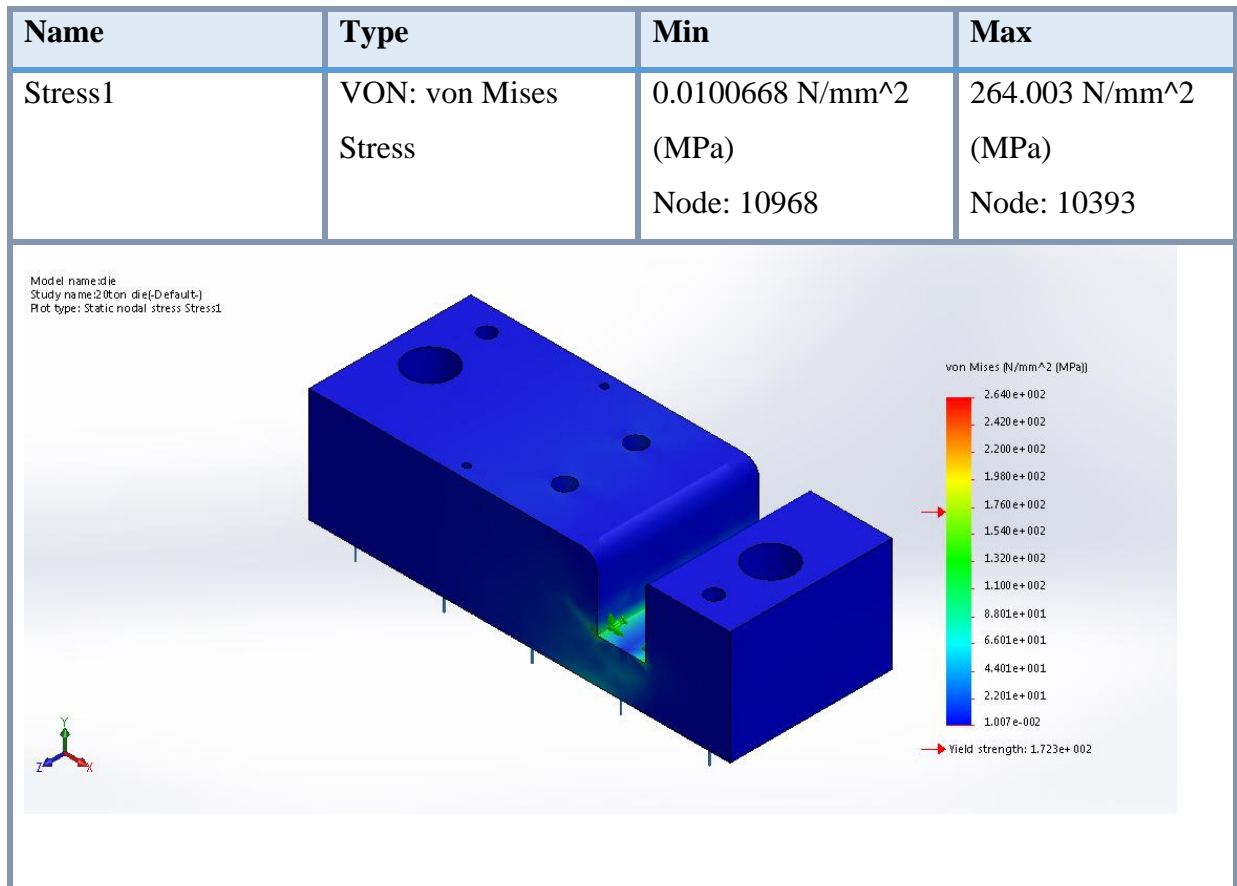 Name Type Min Max
Stress1 VON: von Mises 0.0100668 N/mm^2 264.003 N/mm^2
Stress (MPa) (MPa)
Node: 10968 Node: 10393
Model name:die
Study name:20ton die(-Default-)
Plot type: Static nodal stress Stress1
von Mises (N/mm^2 (MPa))
2.640e+002
2.420e+002
2.200e+002
1.980e+002
1.760e+002
1.540e+002
1.320e+002
1.100e+002
8.801e+001
6.601e+001
4.401e+001
2.201e+001
1.007e-002
Yield strength: 1.723e+002
Y
Z X